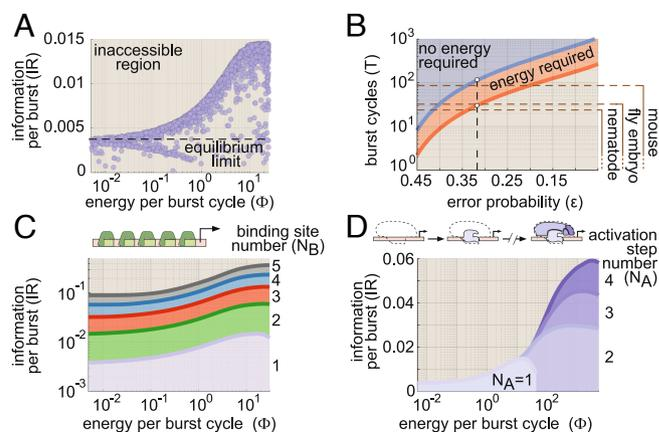 A
0.015
0.01
0.005
0
information
per burst (IR)
inaccessible
region
equilibrium
limit
10⁻² 10⁻¹ 10⁰ 10¹
energy per burst cycle (Φ)
B
10³
10²
10¹
10⁰
burst cycles (T)
no energy
required
energy required
0.45 0.35 0.25 0.15
error probability (ε)
mouse
fly embryo
nematode
C
binding site
number (N_B)
5
4
3
2
1
10⁻¹
10⁻²
10⁻³
information
per burst (IR)
10⁻² 10⁻¹ 10⁰ 10¹
energy per burst cycle (Φ)
D
activation
step
number
(N_A)
4
3
2
N_A=1
0.06
0.04
0.02
0
information
per burst (IR)
10⁻² 10⁰ 10²
energy per burst cycle (Φ)